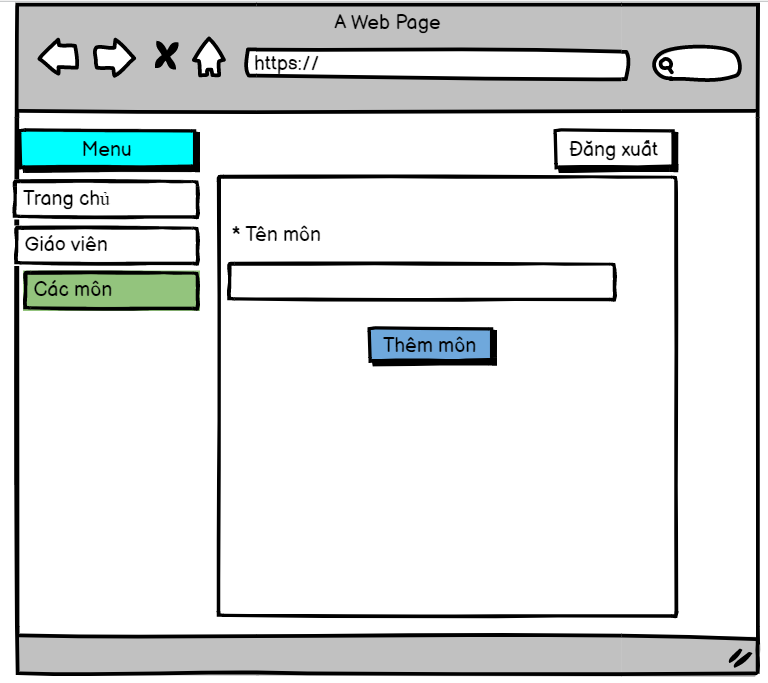 A Web Page
https://
Menu
Đăng xuất
Trang chủ
Giáo viên
Các môn
* Tên môn
Thêm môn